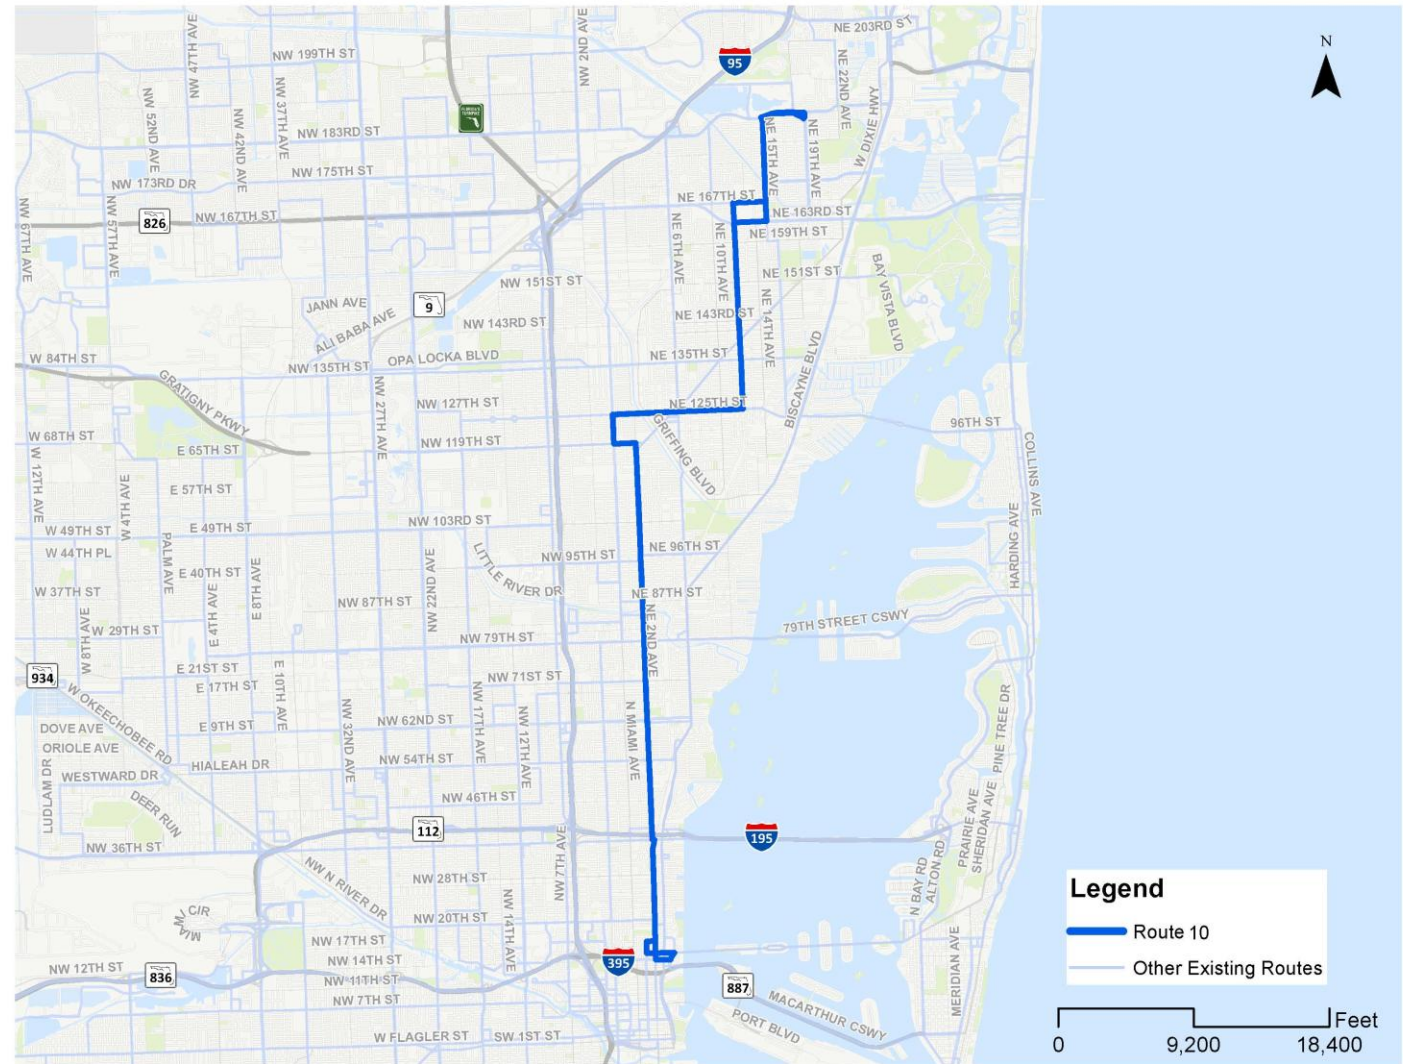 NE 203RD ST
N
NW 47TH AVE
NW 2ND AVE
NW 199TH ST
95
NE 22ND AVE
NW 37TH AVE
NW 52ND AVE
NW 42ND AVE
W DIXIE HWY
FLORIDA'S TURNPIKE
NW 183RD ST
NE 15TH AVE
NE 19TH AVE
NW 175TH ST
NW 173RD DR
NE 167TH ST
NW 67TH AVE
NW 57TH AVE
826
NW 167TH ST
NE 163RD ST
NE 6TH AVE
NE 10TH AVE
NE 159TH ST
NW 151ST ST
NE 151ST ST
BAY VISTA BLVD
JANN AVE
9
ALI BABA AVE
NW 143RD ST
NE 143RD ST
NE 14TH AVE
W 84TH ST
NW 135TH ST
OPA LOCKA BLVD
NE 135TH ST
BISCAYNE BLVD
GRATIGNY PKWY
NW 27TH AVE
NW 127TH ST
NE 125TH ST
W 68TH ST
E 65TH ST
NW 119TH ST
GRIFFING BLVD
96TH ST
COLLINS AVE
W 12TH AVE
W 4TH AVE
E 57TH ST
W 49TH ST
E 49TH ST
NW 103RD ST
HARDING AVE
W 44TH PL
PALM AVE
NW 95TH ST
NE 96TH ST
E 40TH ST
LITTLE RIVER DR
W 37TH ST
E 4TH AVE
E 8TH AVE
NW 87TH ST
NW 22ND AVE
NE 87TH ST
W 29TH ST
W 8TH AVE
NW 79TH ST
NE 2ND AVE
79TH STREET CSWY
934
E 21ST ST
E 17TH ST
E 10TH AVE
NW 71ST ST
W OKEECHOBEE RD
NW 32ND AVE
NW 17TH AVE
NW 12TH AVE
N MIAMI AVE
PINE TREE DR
DOVE AVE
E 9TH ST
NW 62ND ST
ORIOLE AVE
WESTWARD DR
HIALEAH DR
NW 54TH ST
LUDLAM DR
DEER RUN
NW 46TH ST
112
195
PRAIRIE AVE
SHERIDAN AVE
NW 36TH ST
NW 7TH AVE
N BAY RD
ALTON RD
NW N RIVER DR
NW 28TH ST
Legend
MIAMI CIR
NW 20TH ST
NW 14TH AVE
Route 10
NW 17TH ST
MERIDIAN AVE
NW 12TH ST
836
NW 14TH ST
395
Other Existing Routes
NW 11TH ST
887
NW 7TH ST
MACARTHUR CSWY
PORT BLVD
W FLAGLER ST
SW 1ST ST
Feet
0
9,200
18,400